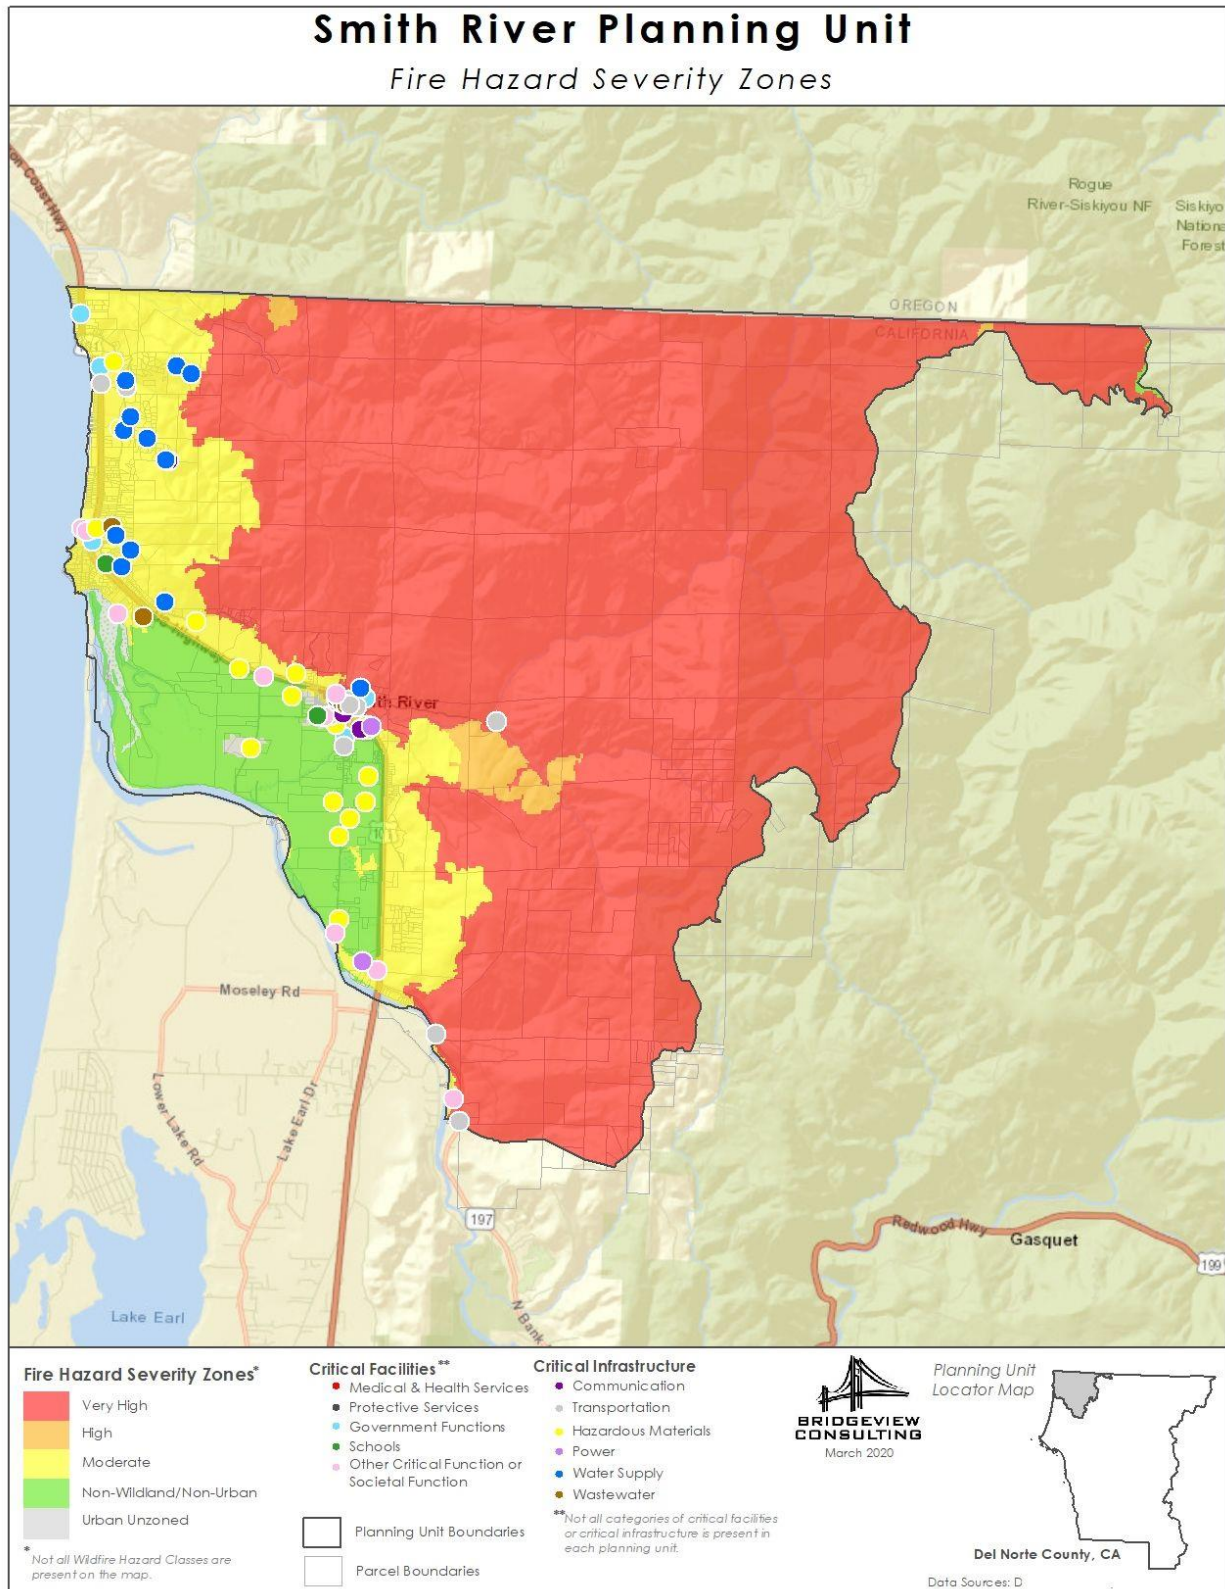 Smith River Planning Unit
Fire Hazard Severity Zones
on Coast Hwy
Rogue
River-Siskiyou NF
Siskiyo
Nationa
Forest
OREGON
CALIFORNIA
Highway
th River
101
Moseley Rd
Lower Lake Rd
Lake Earl Dr
197
Redwood Hwy
Gasquet
199
N Bank
Lake Earl
Fire Hazard Severity Zones*
Very High
High
Moderate
Non-Wildland/Non-Urban
Urban Unzoned
*
Not all Wildfire Hazard Classes are
present on the map.
Critical Facilities**
Medical & Health Services
Protective Services
Government Functions
Schools
Other Critical Function or
Societal Function
Planning Unit Boundaries
Parcel Boundaries
Critical Infrastructure
Communication
Transportation
Hazardous Materials
Power
Water Supply
Wastewater
**Not all categories of critical facilities
or critical infrastructure is present in
each planning unit.
BRIDGEVIEW
CONSULTING
March 2020
Planning Unit
Locator Map
Del Norte County, CA
Data Sources: D